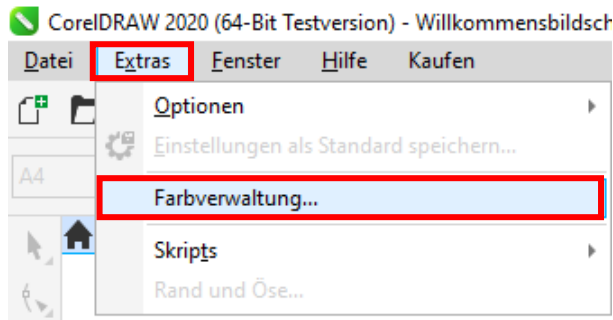 CorelDRAW 2020 (64-Bit Testversion) - Willkommensbildsch
Datei Extras Fenster Hilfe Kaufen
Optionen
Einstellungen als Standard speichern...
A4
Farbverwaltung...
Skripts
Rand und Öse...